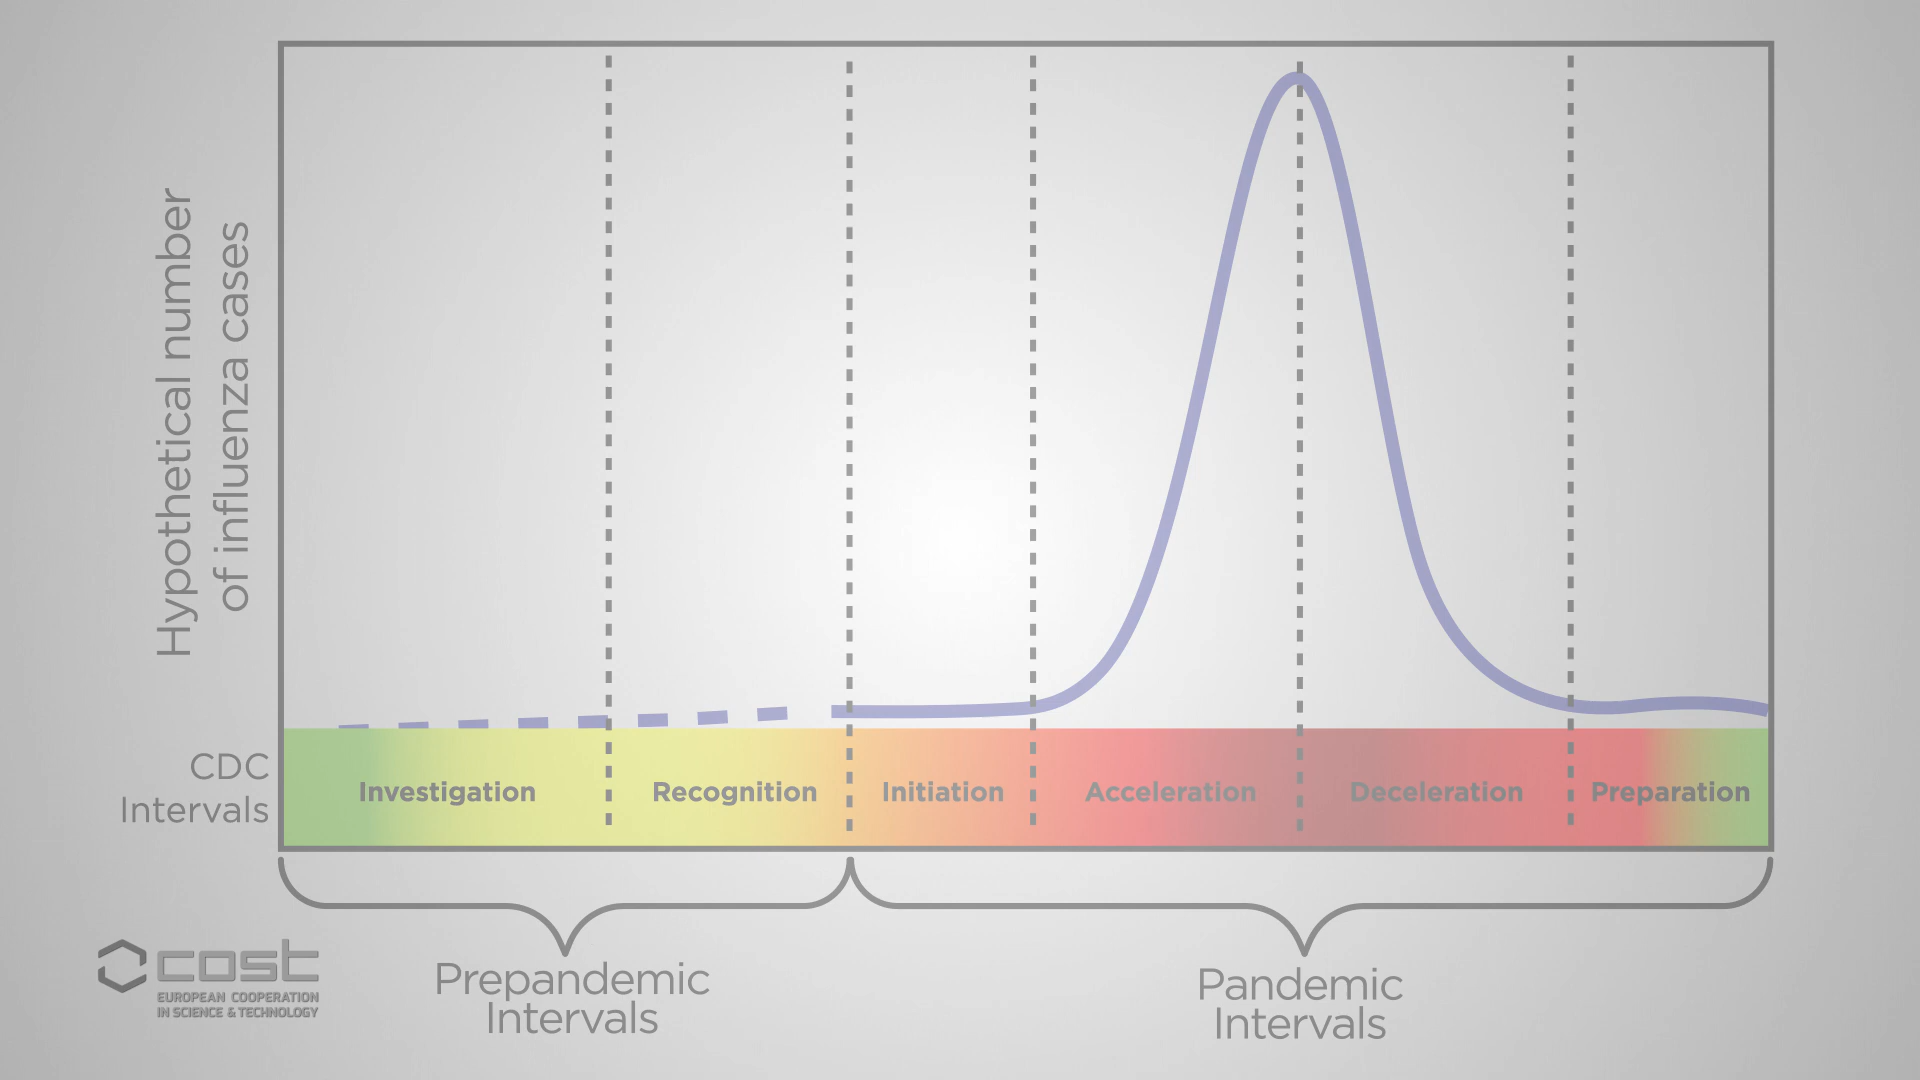 Hypothetical number
of influenza cases
CDC
Intervals
Investigation
Recognition
Initiation
Acceleration
Deceleration
Preparation
Prepandemic
Intervals
Pandemic
Intervals
cost
EUROPEAN COOPERATION
IN SCIENCE & TECHNOLOGY